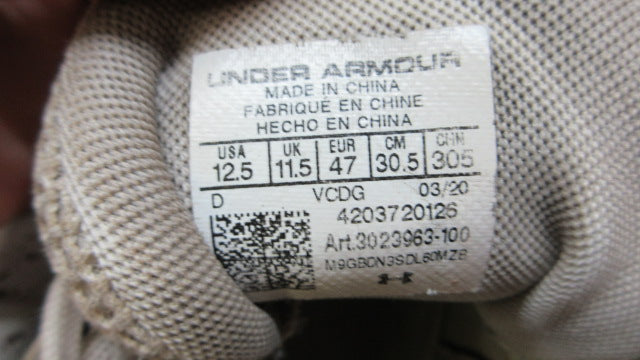 UNDER ARMOUR
MADE IN CHINA
FABRIQUÉ EN CHINE
HECHO EN CHINA
USA UK EUR CM CHN
12.5 11.5 47 30.5 305
D VCDG 03/20
4203720126
Art.3023963-100